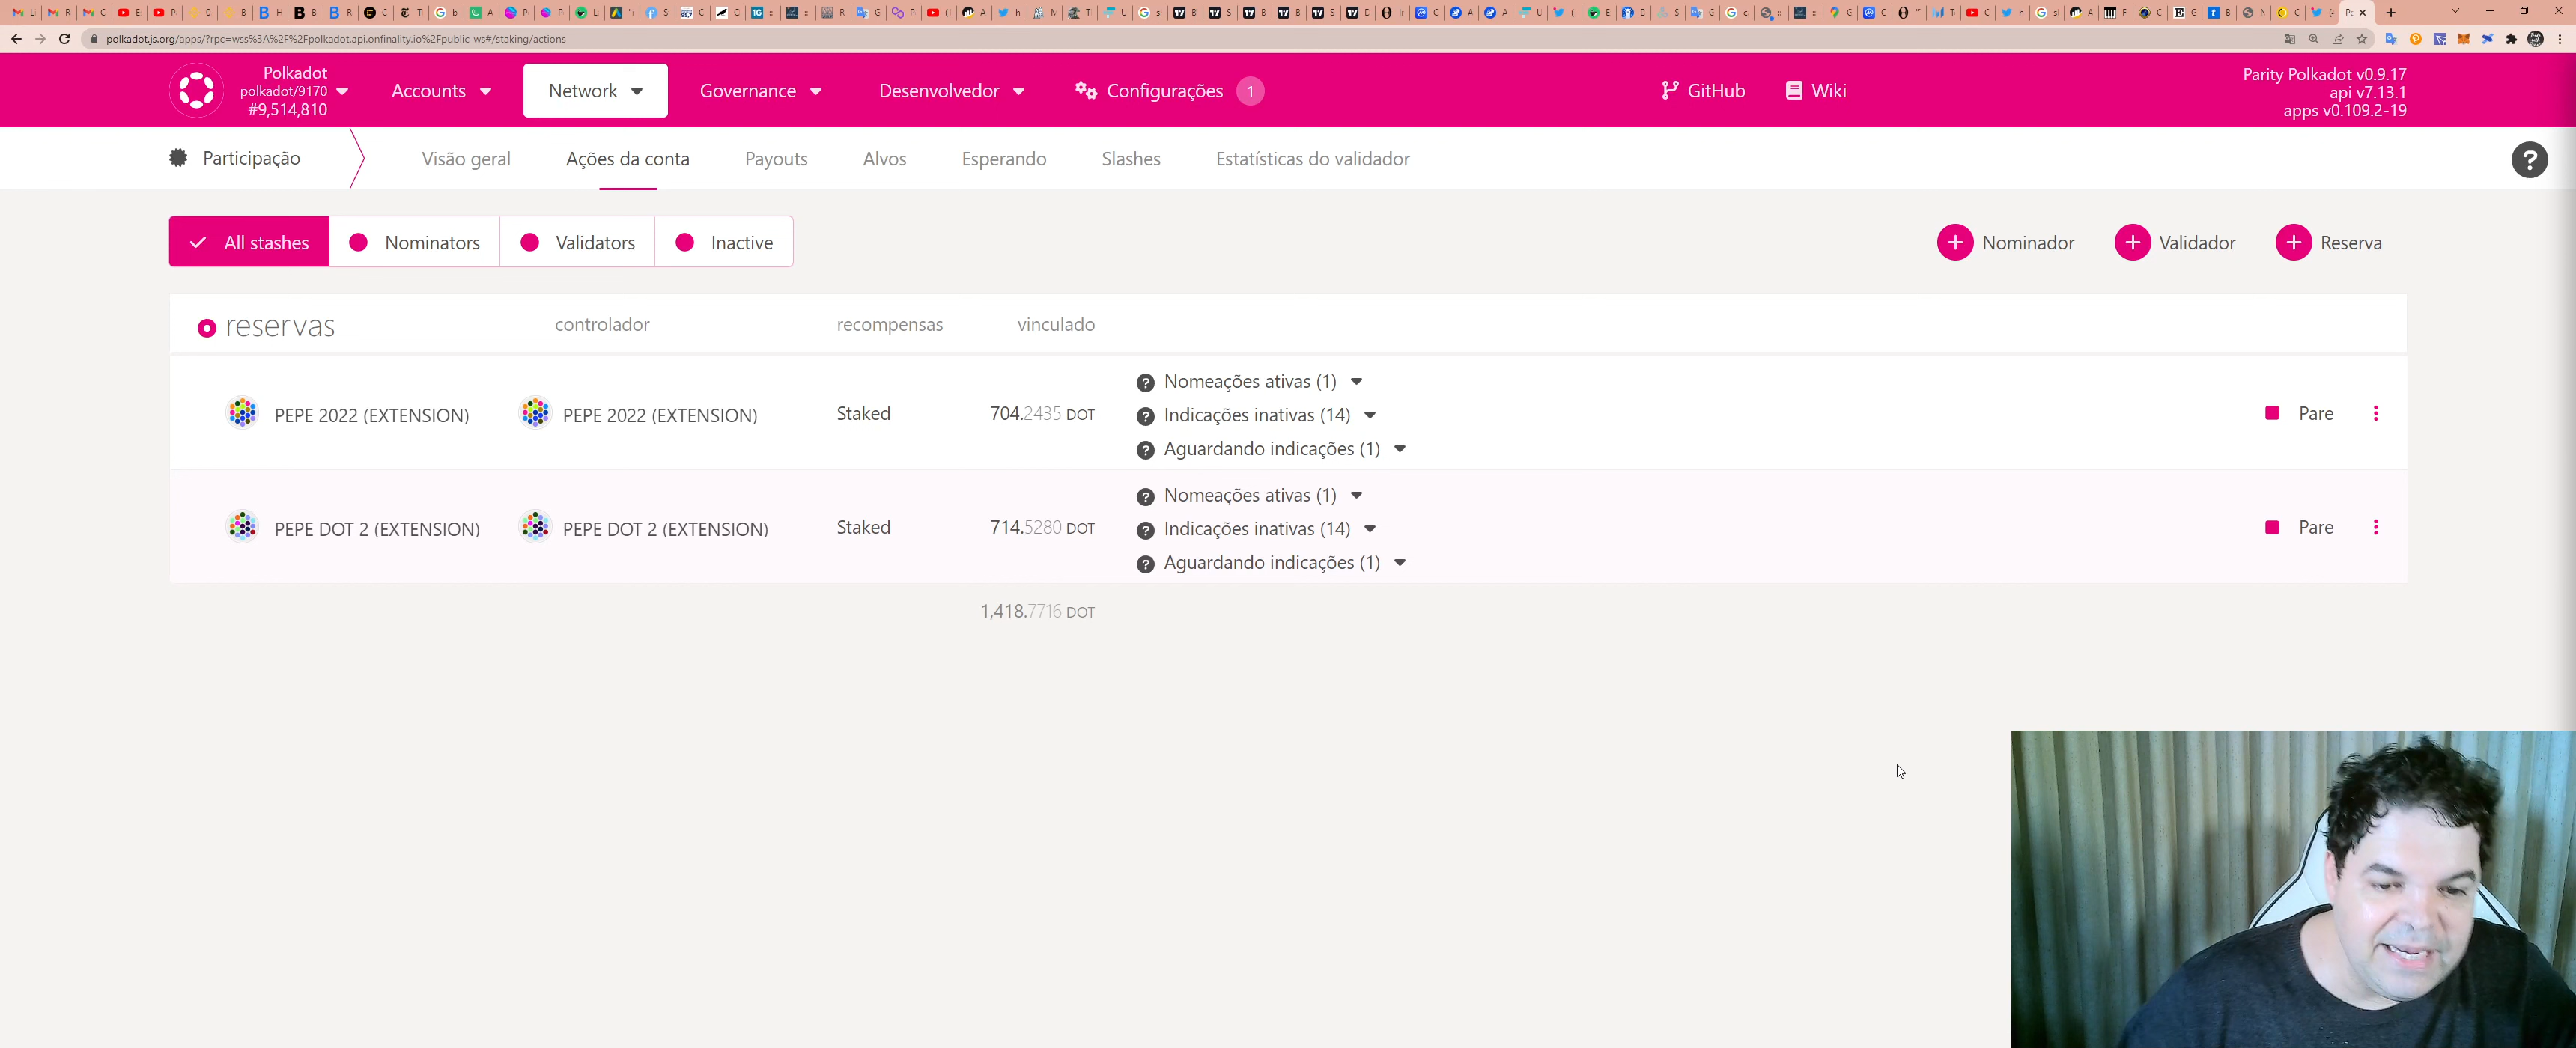 polkadot.js.org/apps/?rpc=wss%3A%2F%2Fpolkadot.api.onfinality.io%2Fpublic-ws#/staking/actions
Polkadot
polkadot/9170
#9,514,810
Accounts
Network
Governance
Desenvolvedor
Configurações 1
GitHub
Wiki
Parity Polkadot v0.9.17
api v7.13.1
apps v0.109.2-19
Participação
Visão geral
Ações da conta
Payouts
Alvos
Esperando
Slashes
Estatísticas do validador
?
All stashes
Nominators
Validators
Inactive
+ Nominador
+ Validador
+ Reserva
reservas controlador recompensas vinculado
PEPE 2022 (EXTENSION) PEPE 2022 (EXTENSION) Staked 704.2435 DOT
? Nomeações ativas (1)
? Indicações inativas (14)
? Aguardando indicações (1)
Pare
PEPE DOT 2 (EXTENSION) PEPE DOT 2 (EXTENSION) Staked 714.5280 DOT
? Nomeações ativas (1)
? Indicações inativas (14)
? Aguardando indicações (1)
Pare
1,418.7716 DOT